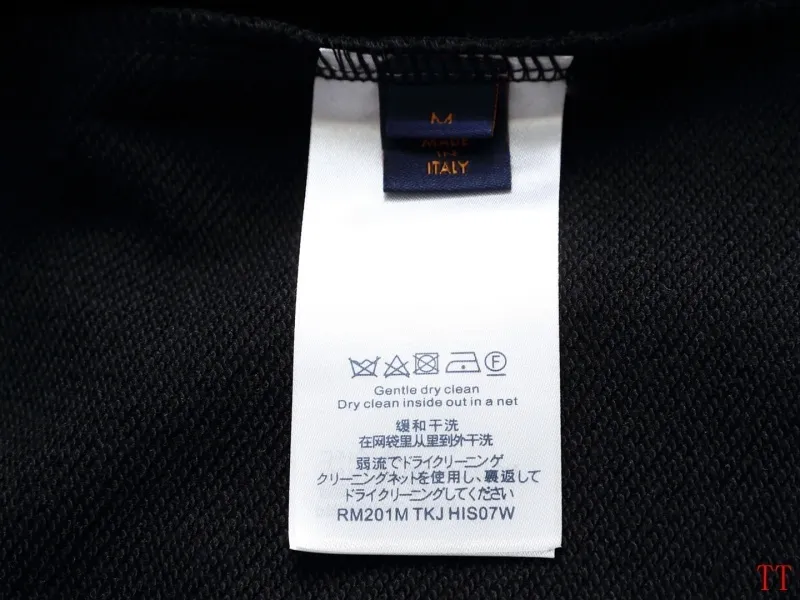 M
MADE
IN
ITALY
F
Gentle dry clean
Dry clean inside out in a net
缓和干洗
在网袋里从里到外干洗
弱流でドライクリーニンゲ
クリーニングネットを使用し、裏返して
ドライクリーニングしてください
RM201M TKJ HIS07W
TT